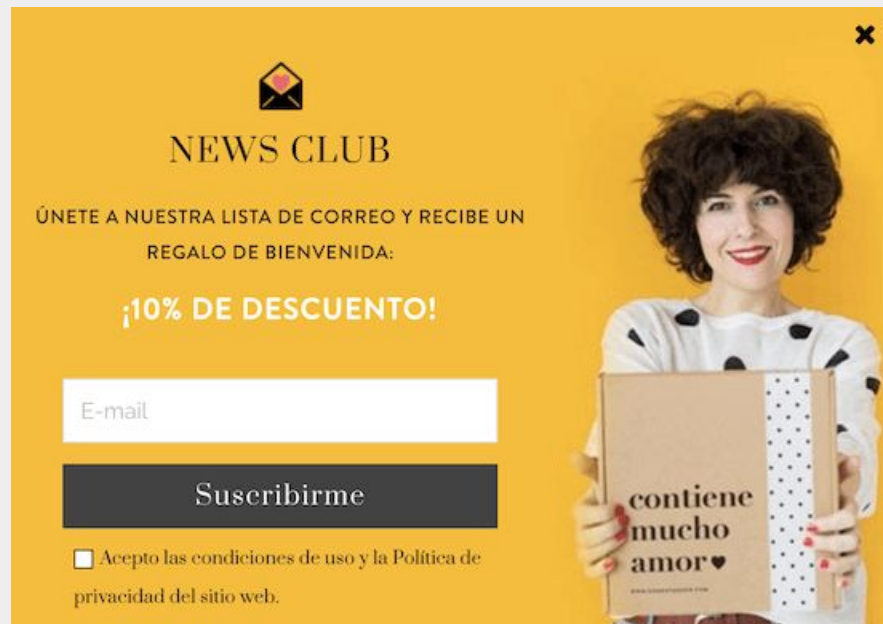 NEWS CLUB
ÚNETE A NUESTRA LISTA DE CORREO Y RECIBE UN
REGALO DE BIENVENIDA:
¡10% DE DESCUENTO!
E-mail
Suscribirme
Acepto las condiciones de uso y la Política de
privacidad del sitio web.
contiene
mucho
amor